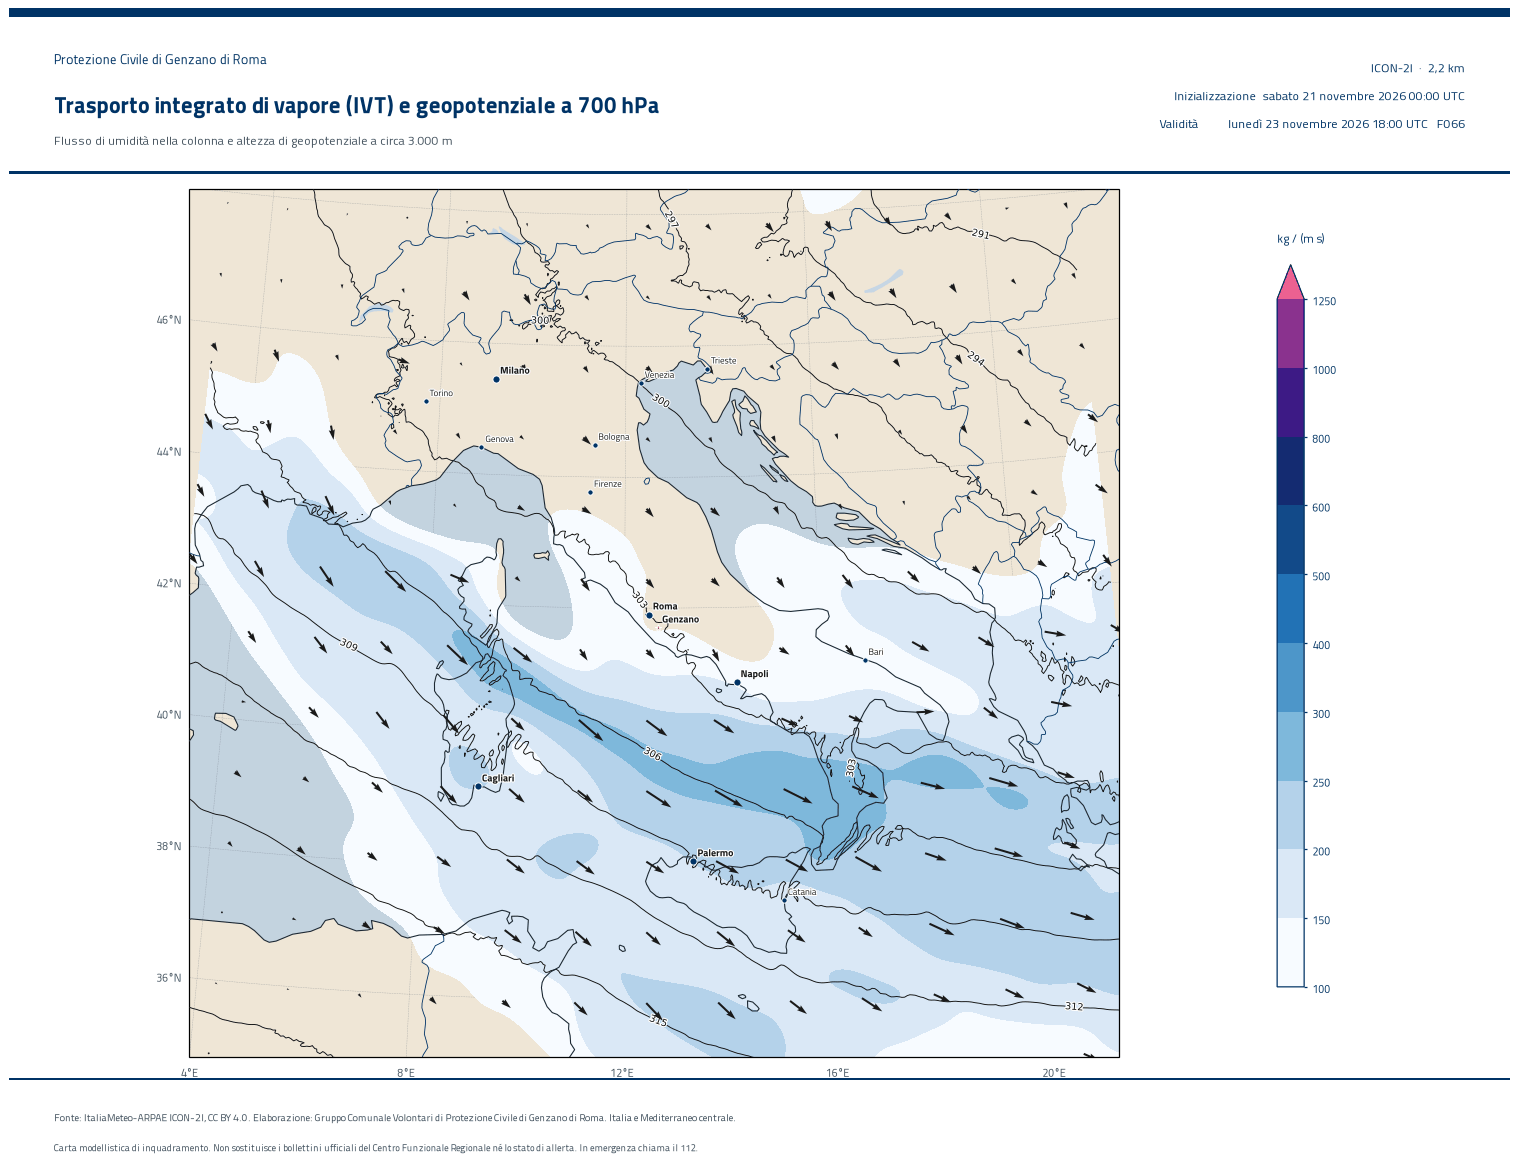 Protezione Civile di Genzano di Roma
Trasporto integrato di vapore (IVT) e geopotenziale a 700 hPa
Flusso di umidità nella colonna e altezza di geopotenziale a circa 3.000 m
ICON-2I · 2,2 km
Inizializzazione sabato 21 novembre 2026 00:00 UTC
Validità lunedì 23 novembre 2026 18:00 UTC F066
kg / (m s)
1250
1000
800
600
500
400
300
250
200
150
100
297
291
46°N
300
294
Trieste
Venezia
Milano
Torino
300
44°N
Genova
Bologna
Firenze
42°N
303
Roma
Genzano
309
Bari
Napoli
40°N
306
303
Cagliari
38°N
Palermo
Catania
36°N
312
315
4°E
8°E
12°E
16°E
20°E
Fonte: ItaliaMeteo-ARPAE ICON-2I, CC BY 4.0. Elaborazione: Gruppo Comunale Volontari di Protezione Civile di Genzano di Roma. Italia e Mediterraneo centrale.
Carta modellistica di inquadramento. Non sostituisce i bollettini ufficiali del Centro Funzionale Regionale né lo stato di allerta. In emergenza chiama il 112.